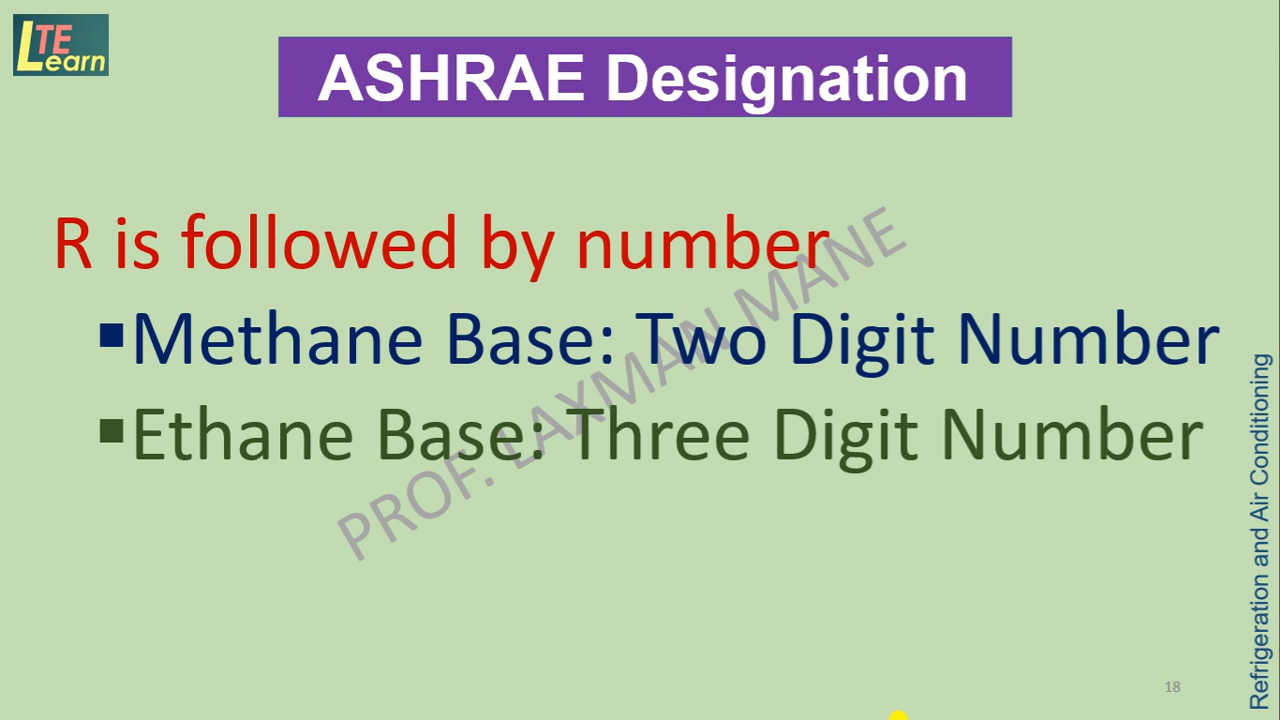 LTE
Learn
ASHRAE Designation
R is followed by number
▪Methane Base: Two Digit Number
▪Ethane Base: Three Digit Number
PROF. LAXMAN MANE
Refrigeration and Air Conditioning
18